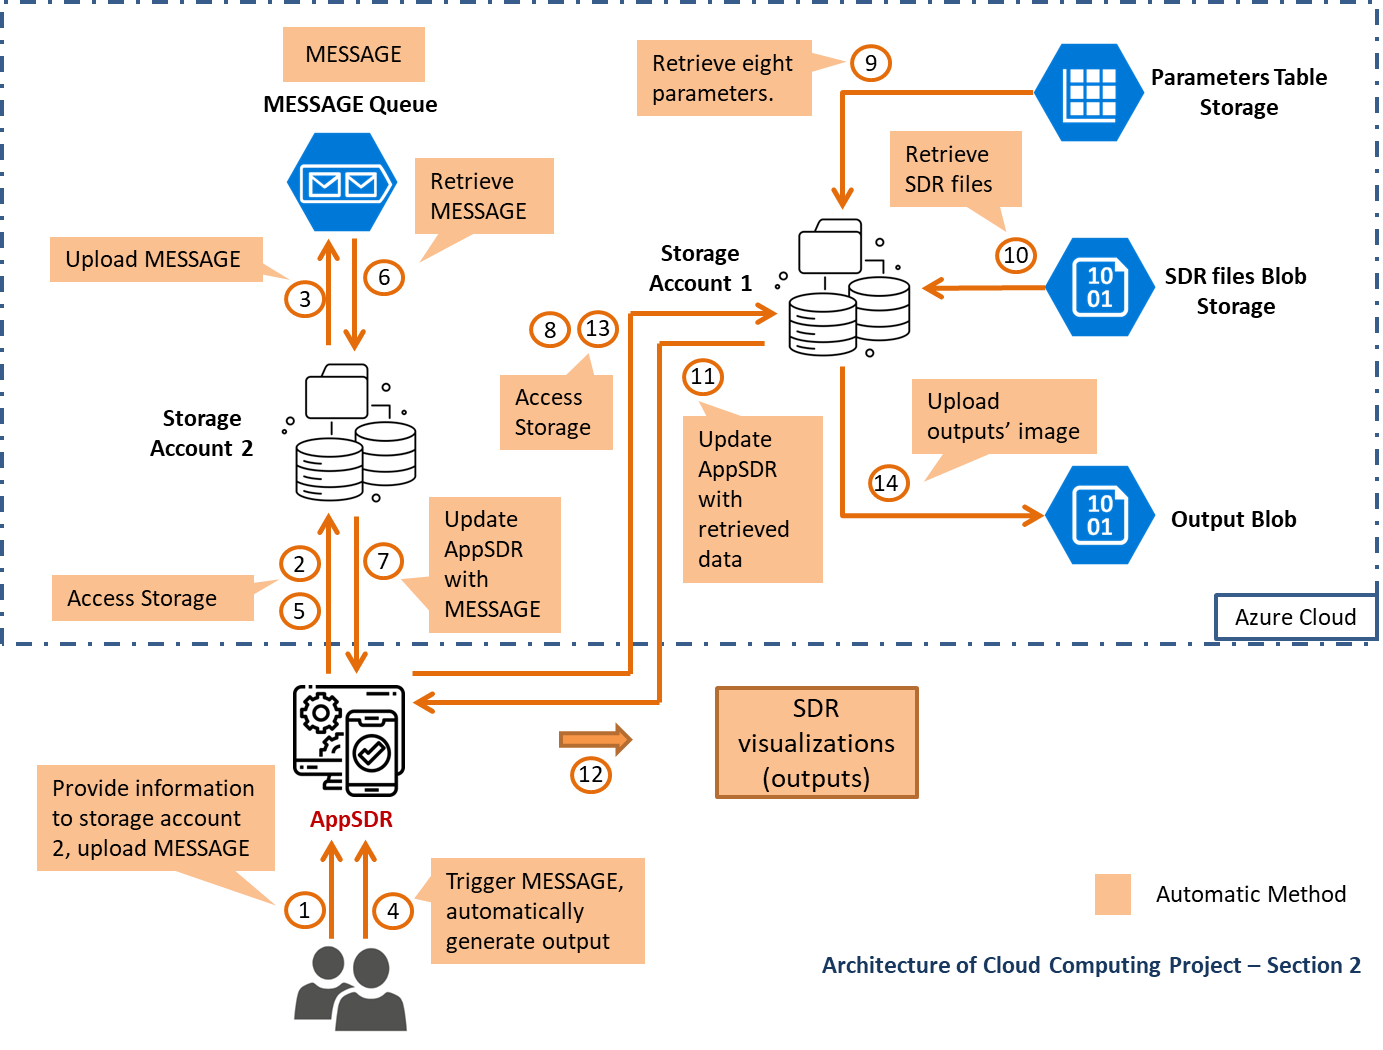 MESSAGE
MESSAGE Queue
Retrieve
MESSAGE
Upload MESSAGE
3
6
Storage
Account 2
Update
AppSDR
with
MESSAGE
2
7
Access Storage
5
Retrieve eight
parameters.
9
Parameters Table
Storage
Retrieve
SDR files
10
Storage
Account 1
10
01
SDR files Blob
Storage
8
13
Access
Storage
11
Update
AppSDR
with
retrieved
data
Upload
outputs’ image
14
10
01
Output Blob
Azure Cloud
SDR
visualizations
(outputs)
12
Provide information
to storage account
2, upload MESSAGE
AppSDR
1
4
Trigger MESSAGE,
automatically
generate output
Automatic Method
Architecture of Cloud Computing Project – Section 2